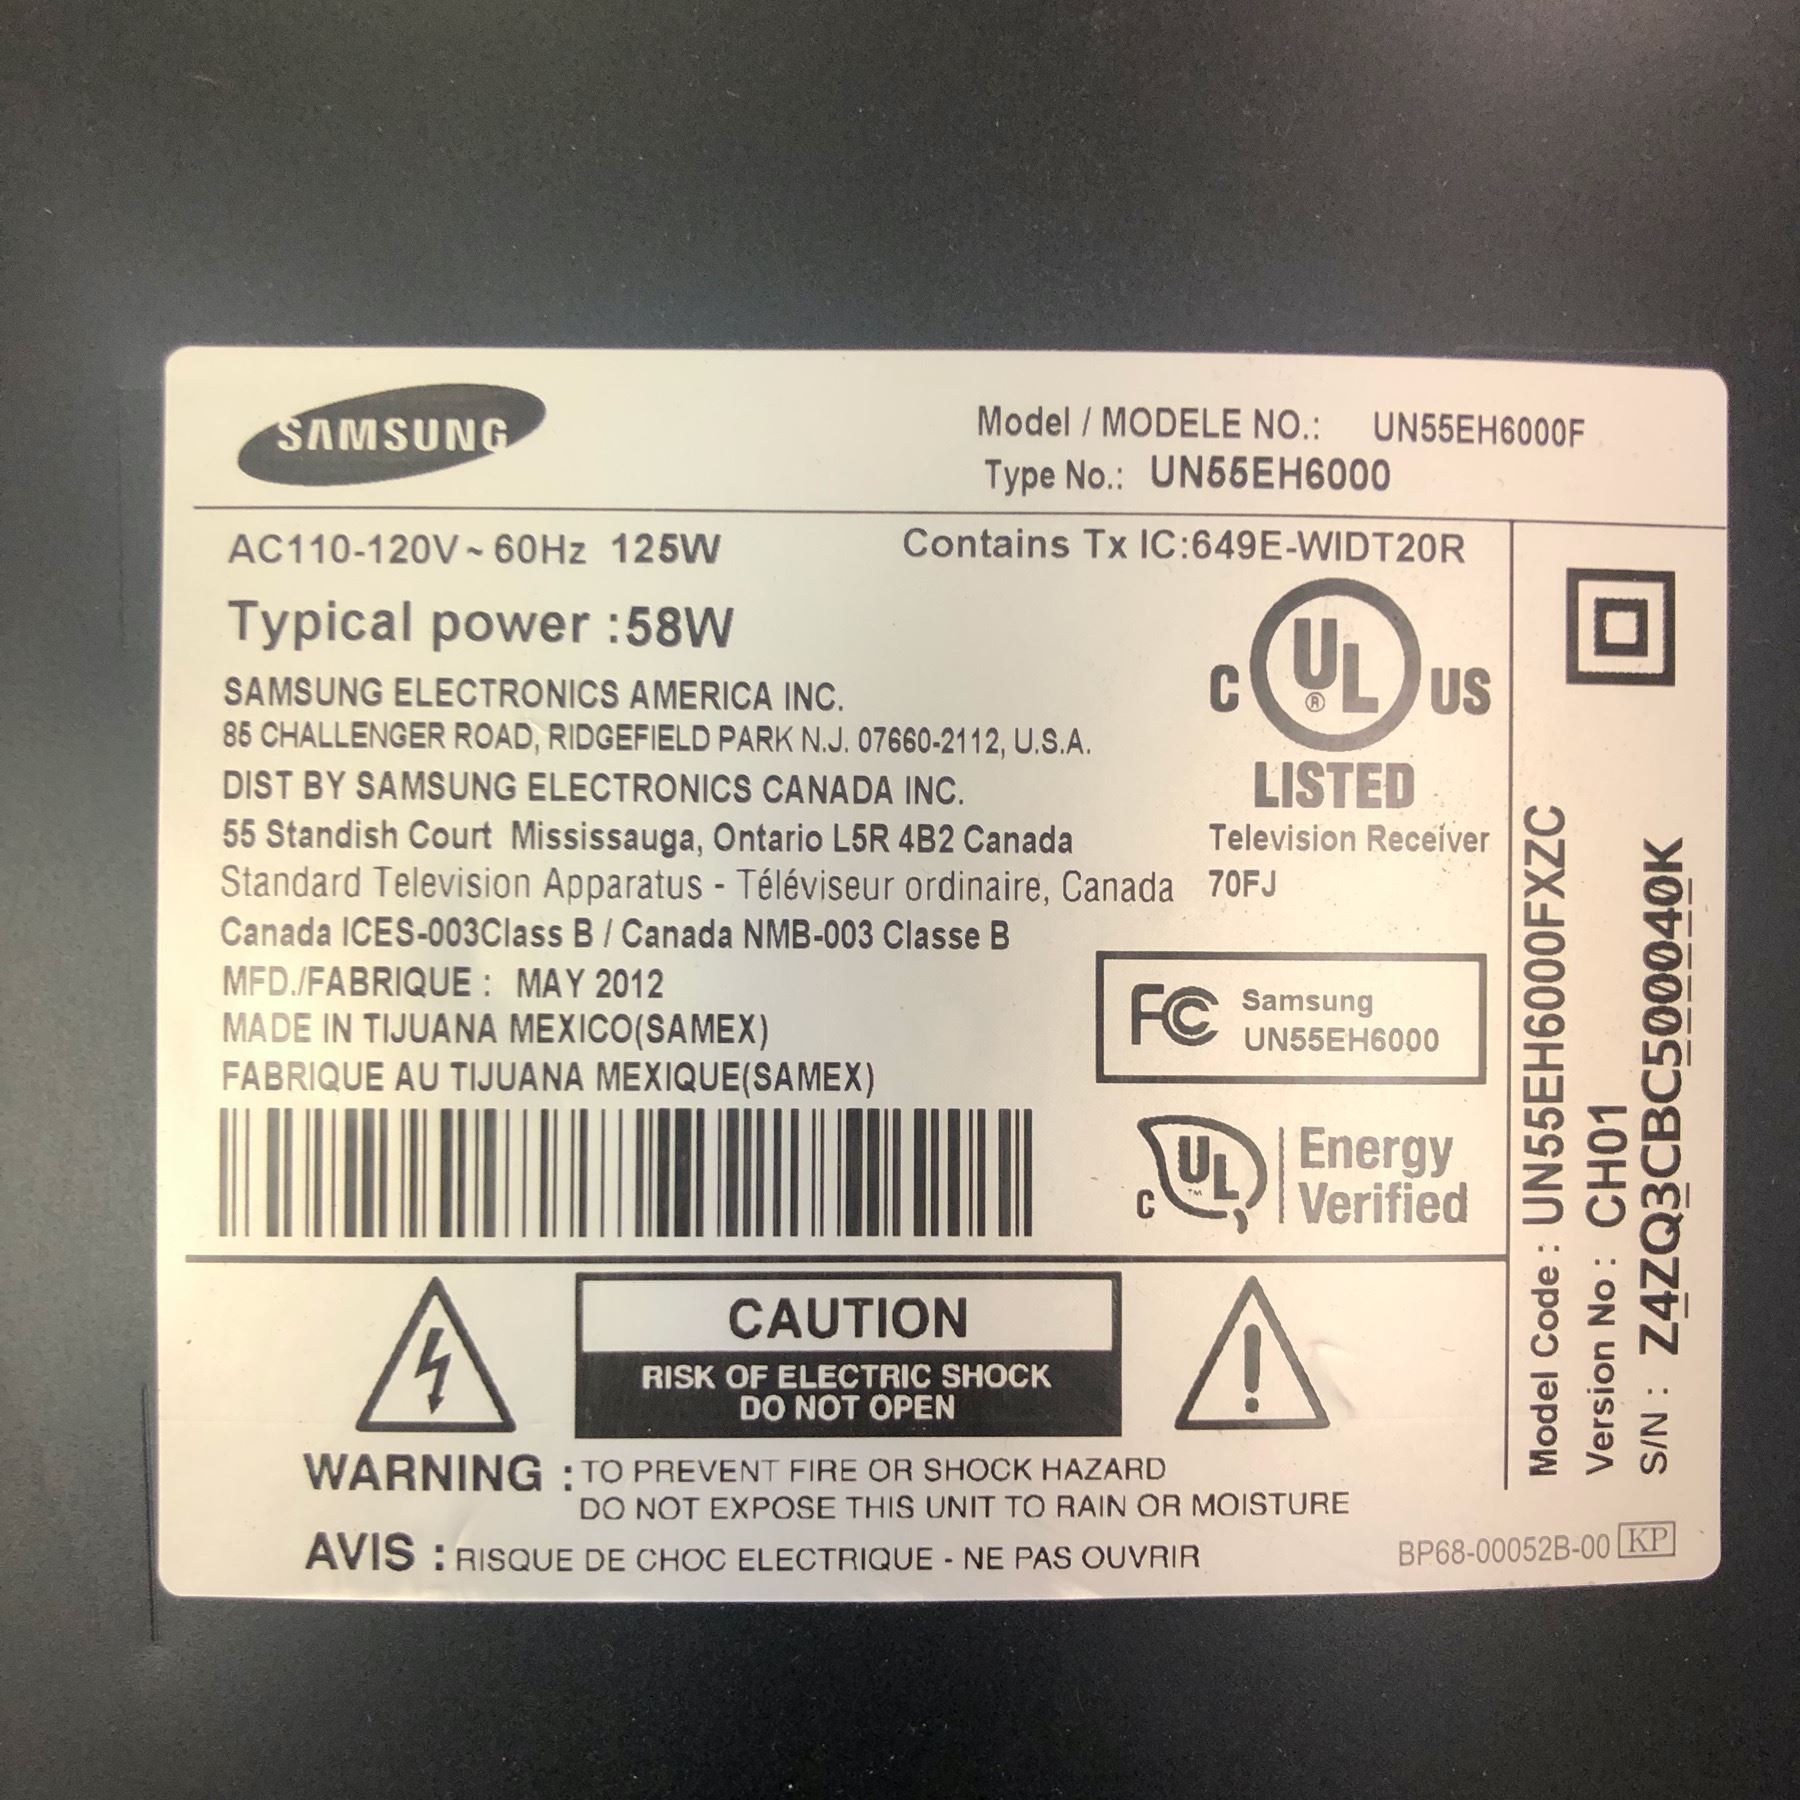 SAMSUNG
Model / MODELE NO.: UN55EH6000F
Type No.: UN55EH6000
AC110-120V ~ 60Hz 125W
Contains Tx IC:649E-WIDT20R
Typical power :58W
SAMSUNG ELECTRONICS AMERICA INC.
85 CHALLENGER ROAD, RIDGEFIELD PARK N.J. 07660-2112, U.S.A.
DIST BY SAMSUNG ELECTRONICS CANADA INC.
55 Standish Court Mississauga, Ontario L5R 4B2 Canada
Standard Television Apparatus - Téléviseur ordinaire, Canada
Canada ICES-003Class B / Canada NMB-003 Classe B
MFD./FABRIQUE : MAY 2012
MADE IN TIJUANA MEXICO(SAMEX)
FABRIQUE AU TIJUANA MEXIQUE(SAMEX)
C UL ® US
LISTED
Television Receiver
70FJ
FC Samsung
UN55EH6000
C UL ™ Energy
Verified
CAUTION
RISK OF ELECTRIC SHOCK
DO NOT OPEN
WARNING : TO PREVENT FIRE OR SHOCK HAZARD
DO NOT EXPOSE THIS UNIT TO RAIN OR MOISTURE
AVIS : RISQUE DE CHOC ELECTRIQUE - NE PAS OUVRIR
Model Code : UN55EH6000FXZC
Version No : CH01
S/N : Z4ZQ3CBC500040K
BP68-00052B-00 KP